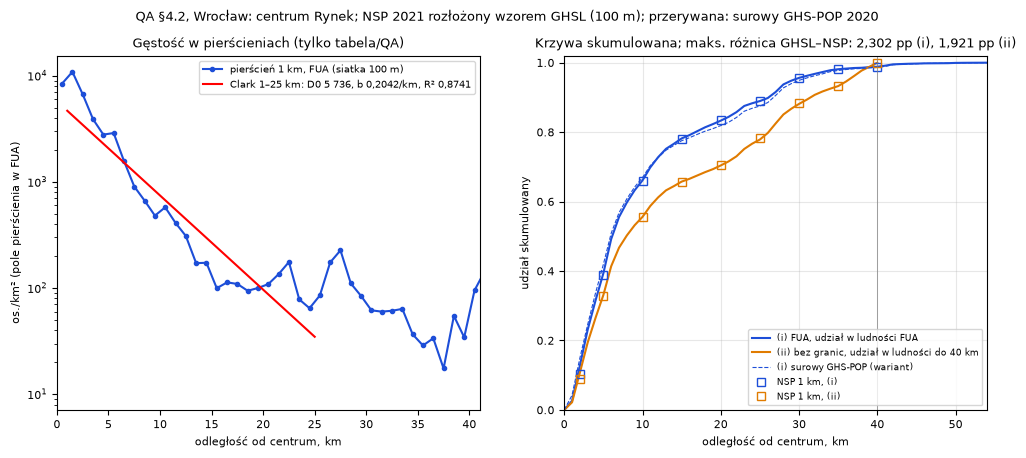 QA §4.2, Wrocław: centrum Rynek; NSP 2021 rozłożony wzorem GHSL (100 m); przerywana: surowy GHS-POP 2020
Gęstość w pierścieniach (tylko tabela/QA)
os./km² (pole pierścienia w FUA)
10⁴
10³
10²
10¹
pierścień 1 km, FUA (siatka 100 m)
Clark 1–25 km: D0 5 736, b 0,2042/km, R² 0,8741
0 5 10 15 20 25 30 35 40
odległość od centrum, km
Krzywa skumulowana; maks. różnica GHSL–NSP: 2,302 pp (i), 1,921 pp (ii)
udział skumulowany
1.0
0.8
0.6
0.4
0.2
0.0
(i) FUA, udział w ludności FUA
(ii) bez granic, udział w ludności do 40 km
(i) surowy GHS-POP (wariant)
NSP 1 km, (i)
NSP 1 km, (ii)
0 10 20 30 40 50
odległość od centrum, km